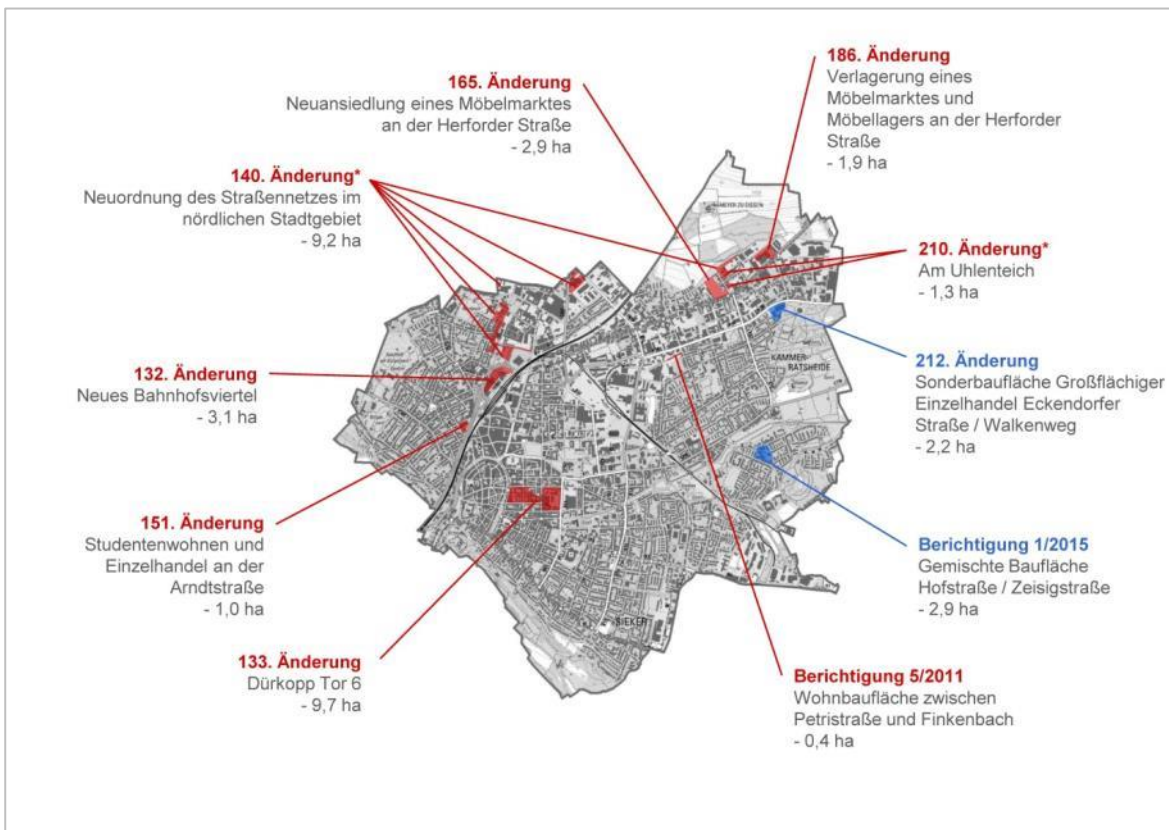 186. Änderung
Verlagerung eines
Möbelmarktes und
Möbellagers an der Herforder
Straße
- 1,9 ha
165. Änderung
Neuansiedlung eines Möbelmarktes
an der Herforder Straße
- 2,9 ha
140. Änderung*
Neuordnung des Straßennetzes im
nördlichen Stadtgebiet
- 9,2 ha
210. Änderung*
Am Uhlenteich
- 1,3 ha
132. Änderung
Neues Bahnhofsviertel
- 3,1 ha
KAMMER-
RATSHEIDE
212. Änderung
Sonderbaufläche Großflächiger
Einzelhandel Eckendorfer
Straße / Walkenweg
- 2,2 ha
151. Änderung
Studentenwohnen und
Einzelhandel an der
Arndtstraße
- 1,0 ha
Berichtigung 1/2015
Gemischte Baufläche
Hofstraße / Zeisigstraße
- 2,9 ha
SIEKER
133. Änderung
Dürkopp Tor 6
- 9,7 ha
Berichtigung 5/2011
Wohnbaufläche zwischen
Petristraße und Finkenbach
- 0,4 ha